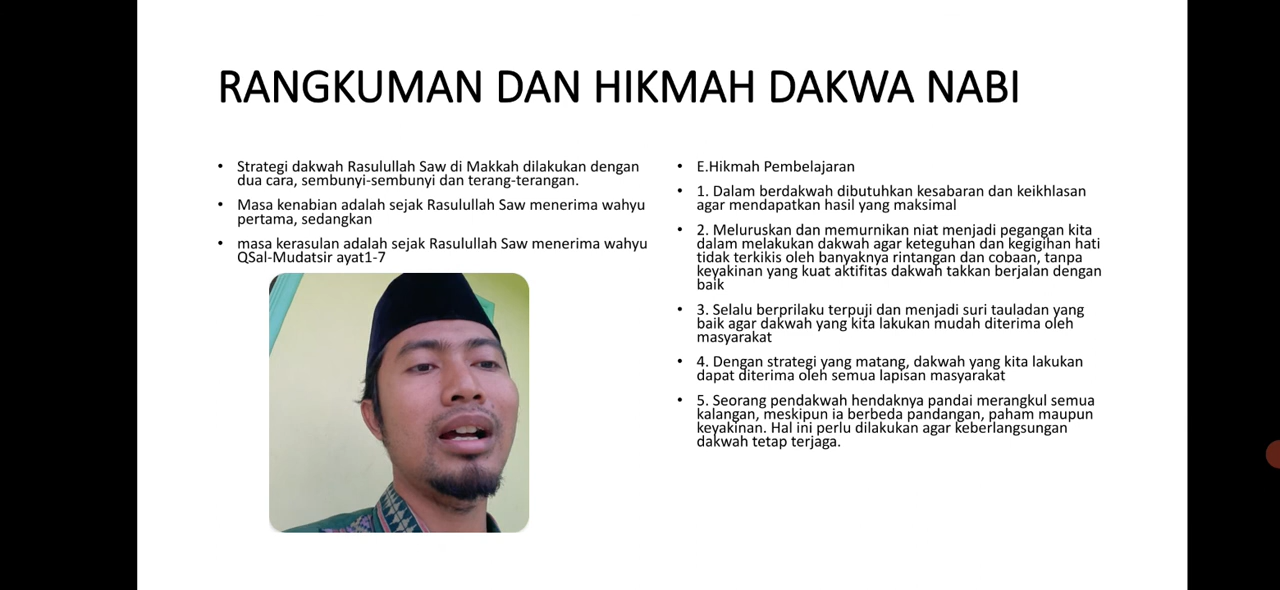 RANGKUMAN DAN HIKMAH DAKWA NABI
• Strategi dakwah Rasulullah Saw di Makkah dilakukan dengan
dua cara, sembunyi-sembunyi dan terang-terangan.
• Masa kenabian adalah sejak Rasulullah Saw menerima wahyu
pertama, sedangkan
• masa kerasulan adalah sejak Rasulullah Saw menerima wahyu
QSal-Mudatsir ayat1-7
• E.Hikmah Pembelajaran
• 1. Dalam berdakwah dibutuhkan kesabaran dan keikhlasan
agar mendapatkan hasil yang maksimal
• 2. Meluruskan dan memurnikan niat menjadi pegangan kita
dalam melakukan dakwah agar keteguhan dan kegigihan hati
tidak terkikis oleh banyaknya rintangan dan cobaan, tanpa
keyakinan yang kuat aktifitas dakwah takkan berjalan dengan
baik
• 3. Selalu berprilaku terpuji dan menjadi suri tauladan yang
baik agar dakwah yang kita lakukan mudah diterima oleh
masyarakat
• 4. Dengan strategi yang matang, dakwah yang kita lakukan
dapat diterima oleh semua lapisan masyarakat
• 5. Seorang pendakwah hendaknya pandai merangkul semua
kalangan, meskipun ia berbeda pandangan, paham maupun
keyakinan. Hal ini perlu dilakukan agar keberlangsungan
dakwah tetap terjaga.